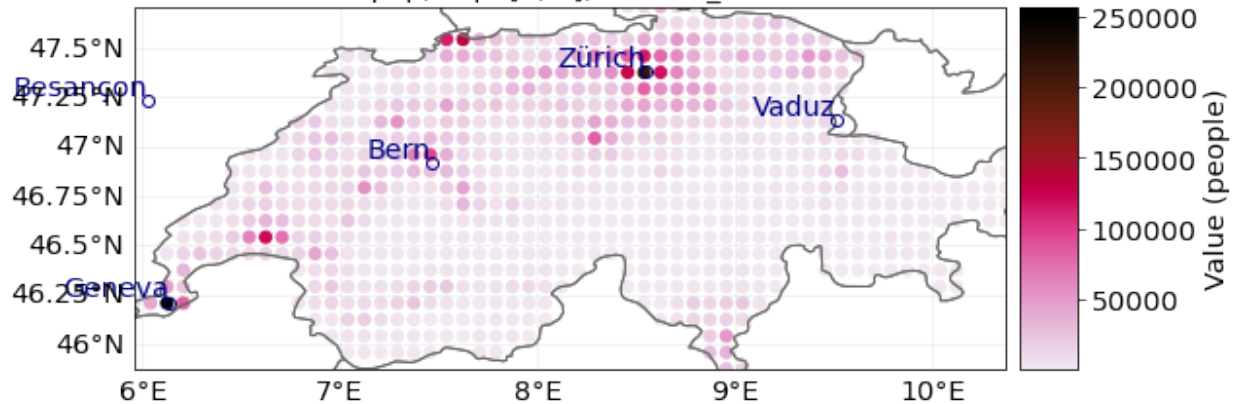 47.5°N
Zürich
Besançon
47.25°N
Vaduz
47°N
Bern
46.75°N
46.5°N
Geneva
46.25°N
46°N
6°E 7°E 8°E 9°E 10°E
250000
200000
150000
100000
50000
Value (people)